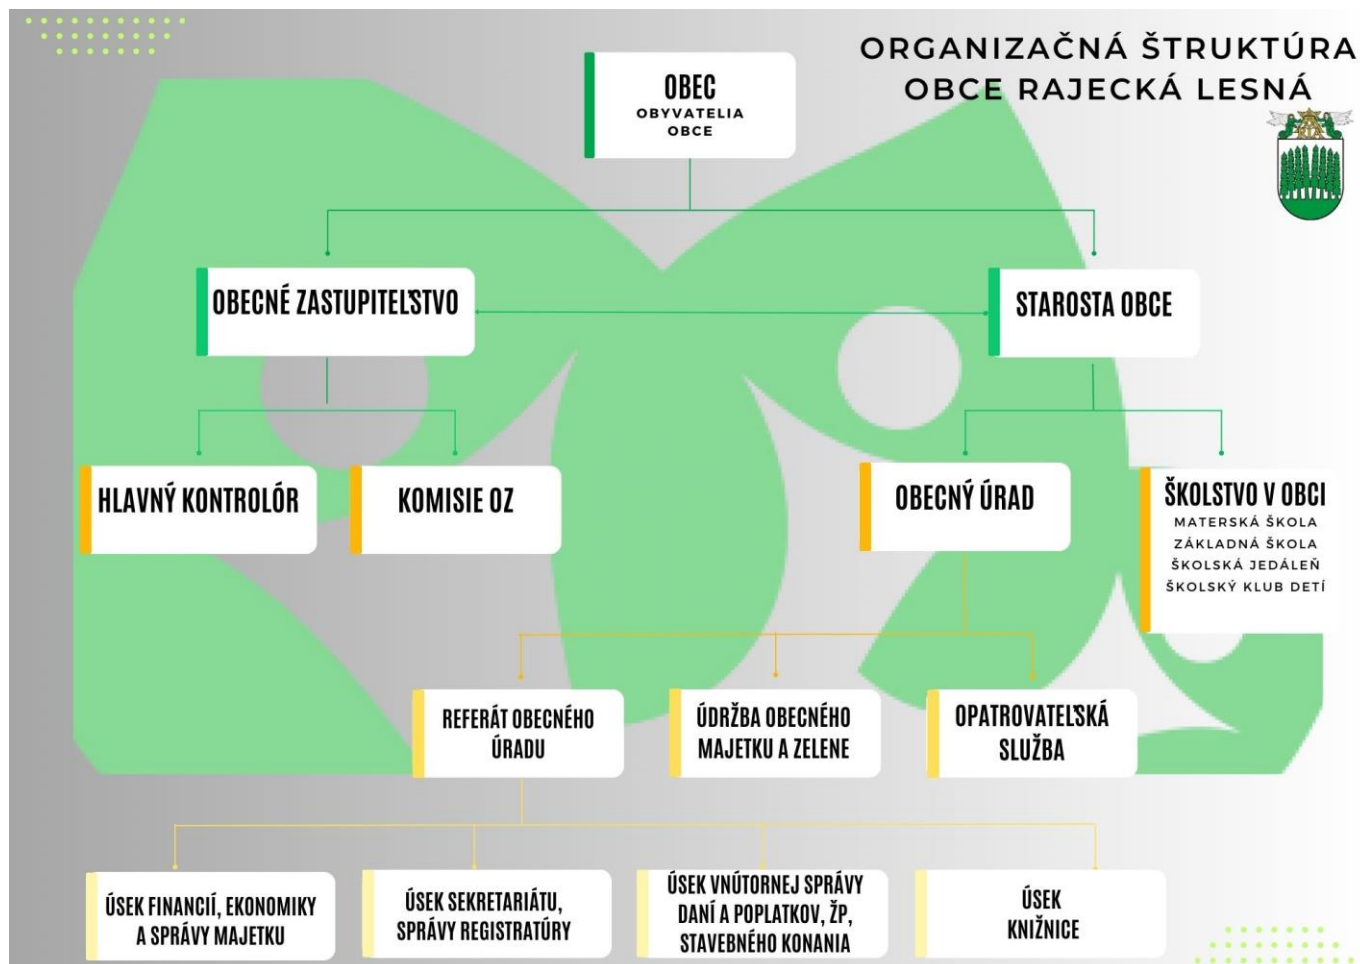 ORGANIZAČNÁ ŠTRUKTÚRA
OBCE RAJECKÁ LESNÁ
OBEC
OBYVATELIA
OBCE
OBECNÉ ZASTUPITEĽSTVO
STAROSTA OBCE
HLAVNÝ KONTROLÓR
KOMISIE OZ
OBECNÝ ÚRAD
ŠKOLSTVO V OBCI
MATERSKÁ ŠKOLA
ZÁKLADNÁ ŠKOLA
ŠKOLSKÁ JEDÁLEŇ
ŠKOLSKÝ KLUB DETÍ
REFERÁT OBECNÉHO
ÚRADU
ÚDRŽBA OBECNÉHO
MAJETKU A ZELENE
OPATROVATEĽSKÁ
SLUŽBA
ÚSEK FINANCIÍ, EKONOMIKY
A SPRÁVY MAJETKU
ÚSEK SEKRETARIÁTU,
SPRÁVY REGISTRATÚRY
ÚSEK VNÚTORNEJ SPRÁVY
DANÍ A POPLATKOV, ŽP,
STAVEBNÉHO KONANIA
ÚSEK
KNIŽNICE